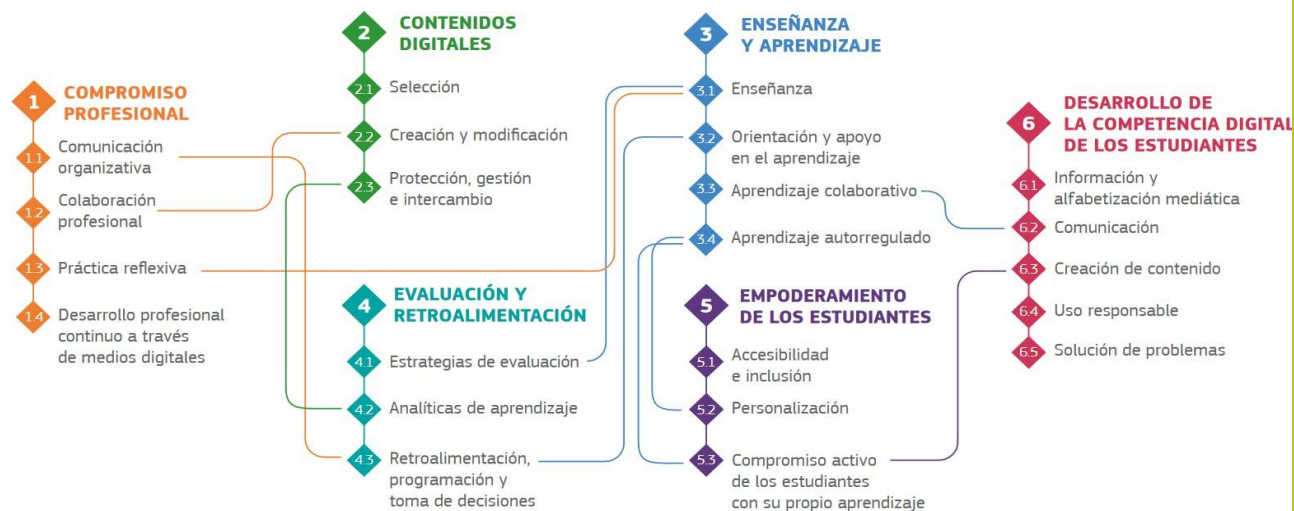 1
COMPROMISO
PROFESIONAL
1.1
Comunicación
organizativa
1.2
Colaboración
profesional
1.3
Práctica reflexiva
1.4
Desarrollo profesional
continuo a través
de medios digitales
2
CONTENIDOS
DIGITALES
2.1
Selección
2.2
Creación y modificación
2.3
Protección, gestión
e intercambio
3
ENSEÑANZA
Y APRENDIZAJE
3.1
Enseñanza
3.2
Orientación y apoyo
en el aprendizaje
3.3
Aprendizaje colaborativo
3.4
Aprendizaje autorregulado
4
EVALUACIÓN Y
RETROALIMENTACIÓN
4.1
Estrategias de evaluación
4.2
Analíticas de aprendizaje
4.3
Retroalimentación,
programación y
toma de decisiones
5
EMPODERAMIENTO
DE LOS ESTUDIANTES
5.1
Accesibilidad
e inclusión
5.2
Personalización
5.3
Compromiso activo
de los estudiantes
con su propio aprendizaje
6
DESARROLLO DE
LA COMPETENCIA DIGITAL
DE LOS ESTUDIANTES
6.1
Información y
alfabetización mediática
6.2
Comunicación
6.3
Creación de contenido
6.4
Uso responsable
6.5
Solución de problemas